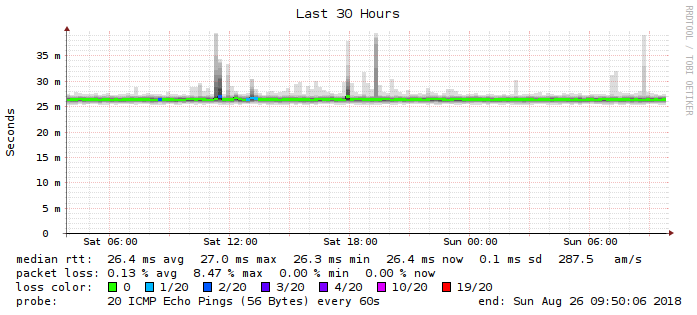 Last 30 Hours
RRDTOOL / TOBI OETIKER
Seconds
35 m
30 m
25 m
20 m
15 m
10 m
5 m
0
Sat 06:00 Sat 12:00 Sat 18:00 Sun 00:00 Sun 06:00
median rtt: 26.4 ms avg 27.0 ms max 26.3 ms min 26.4 ms now 0.1 ms sd 287.5 am/s
packet loss: 0.13 % avg 8.47 % max 0.00 % min 0.00 % now
loss color: 0 1/20 2/20 3/20 4/20 10/20 19/20
probe: 20 ICMP Echo Pings (56 Bytes) every 60s end: Sun Aug 26 09:50:06 2018